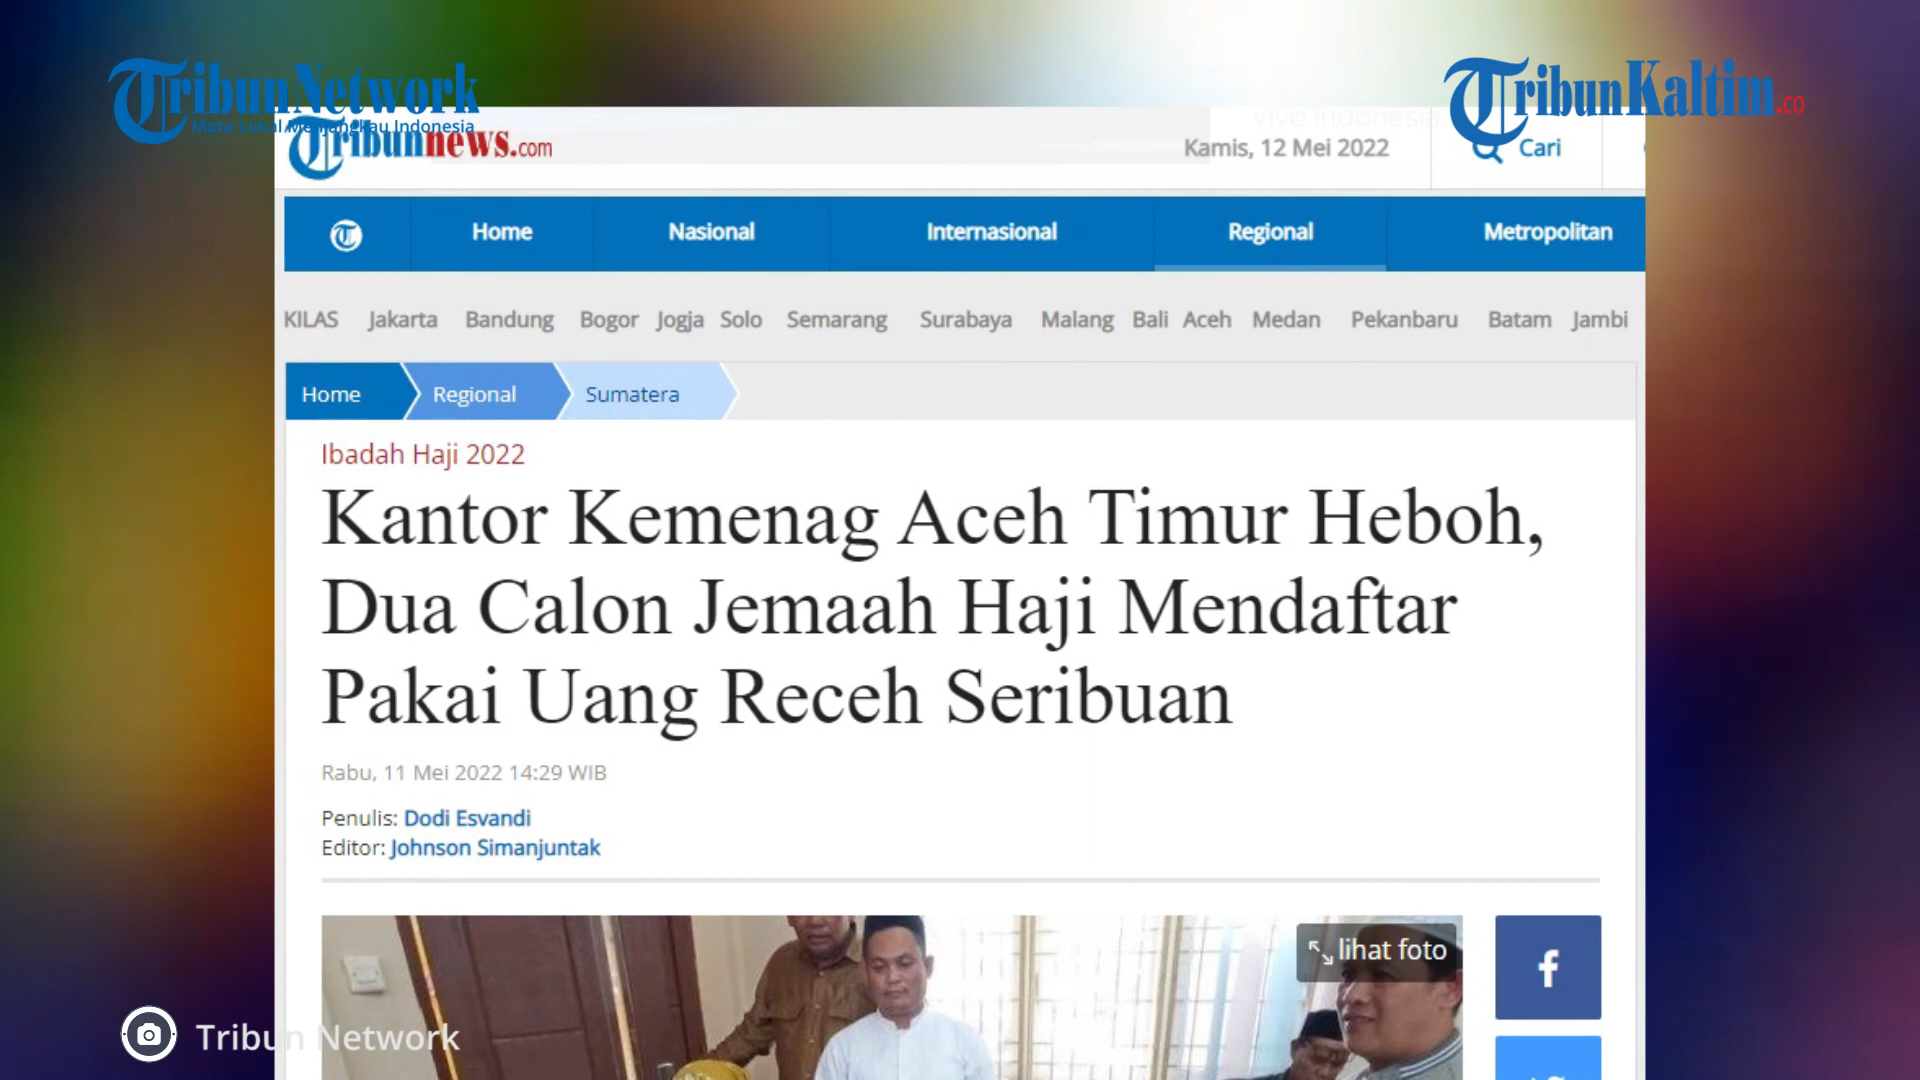 TribunNetwork
Mata Lokal Menjangkau Indonesia
TribunKaltim.co
Tribunnews.com
vivo Indonesia
Kamis, 12 Mei 2022
Cari
Home Nasional Internasional Regional Metropolitan
KILAS Jakarta Bandung Bogor Jogja Solo Semarang Surabaya Malang Bali Aceh Medan Pekanbaru Batam Jambi
Home Regional Sumatera
Ibadah Haji 2022
Kantor Kemenag Aceh Timur Heboh,
Dua Calon Jemaah Haji Mendaftar
Pakai Uang Receh Seribuan
Rabu, 11 Mei 2022 14:29 WIB
Penulis: Dodi Esvandi
Editor: Johnson Simanjuntak
lihat foto
Tribun Network